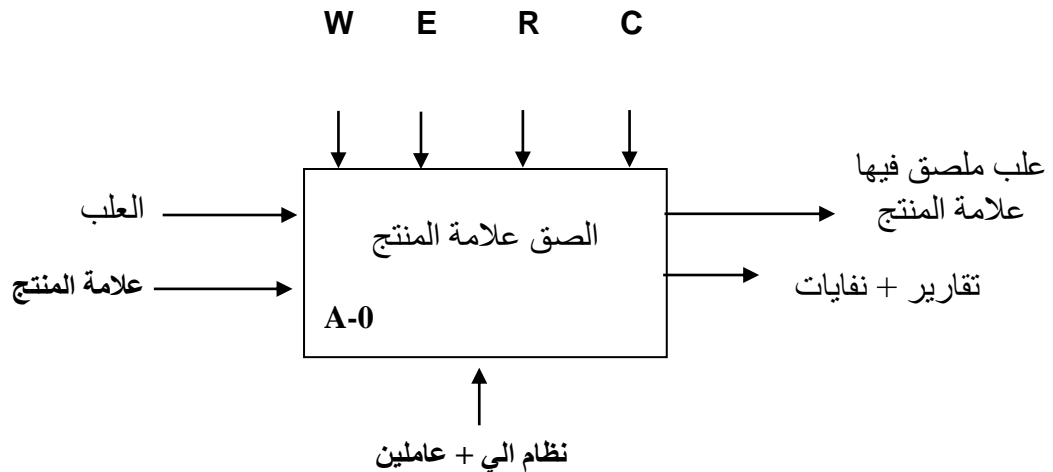 W E R C
علب ملصق فيها
علامة المنتج
العلب
الصق علامة المنتج
علامة المنتج
تقارير + نفايات
A-0
نظام الي + عاملين